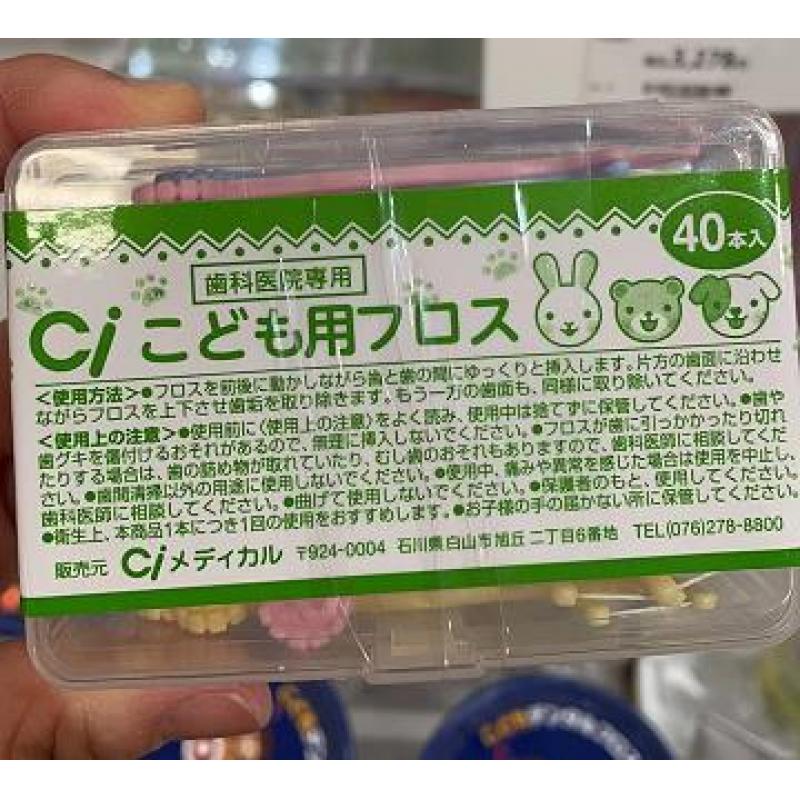 3,278
40本入
歯科医院専用
Ci こども用フロス
＜使用方法＞●フロスを前後に動かしながら歯と歯の間にゆっくりと挿入します。片方の歯面に沿わせ
ながらフロスを上下させ歯垢を取り除きます。もう一方の歯面も、同様に取り除いてください。
＜使用上の注意＞●使用前に〈使用上の注意〉をよく読み、使用中は捨てずに保管してください。●歯や
歯グキを傷付けるおそれがあるので、無理に挿入しないでください。●フロスが歯に引っかかったり切れ
たりする場合は、歯の詰め物が取れていたり、むし歯のおそれもありますので、歯科医師に相談してくだ
さい。●歯間清掃以外の用途に使用しないでください。●使用中、痛みや異常を感じた場合は使用を中止し、
歯科医師に相談してください。●曲げて使用しないでください。●保護者のもと、使用してください。
●衛生上、本商品1本につき1回の使用をおすすめします。●お子様の手の届かない所に保管してください。
販売元 Ciメディカル 〒924-0004 石川県白山市旭丘二丁目6番地 TEL(076)278-8800